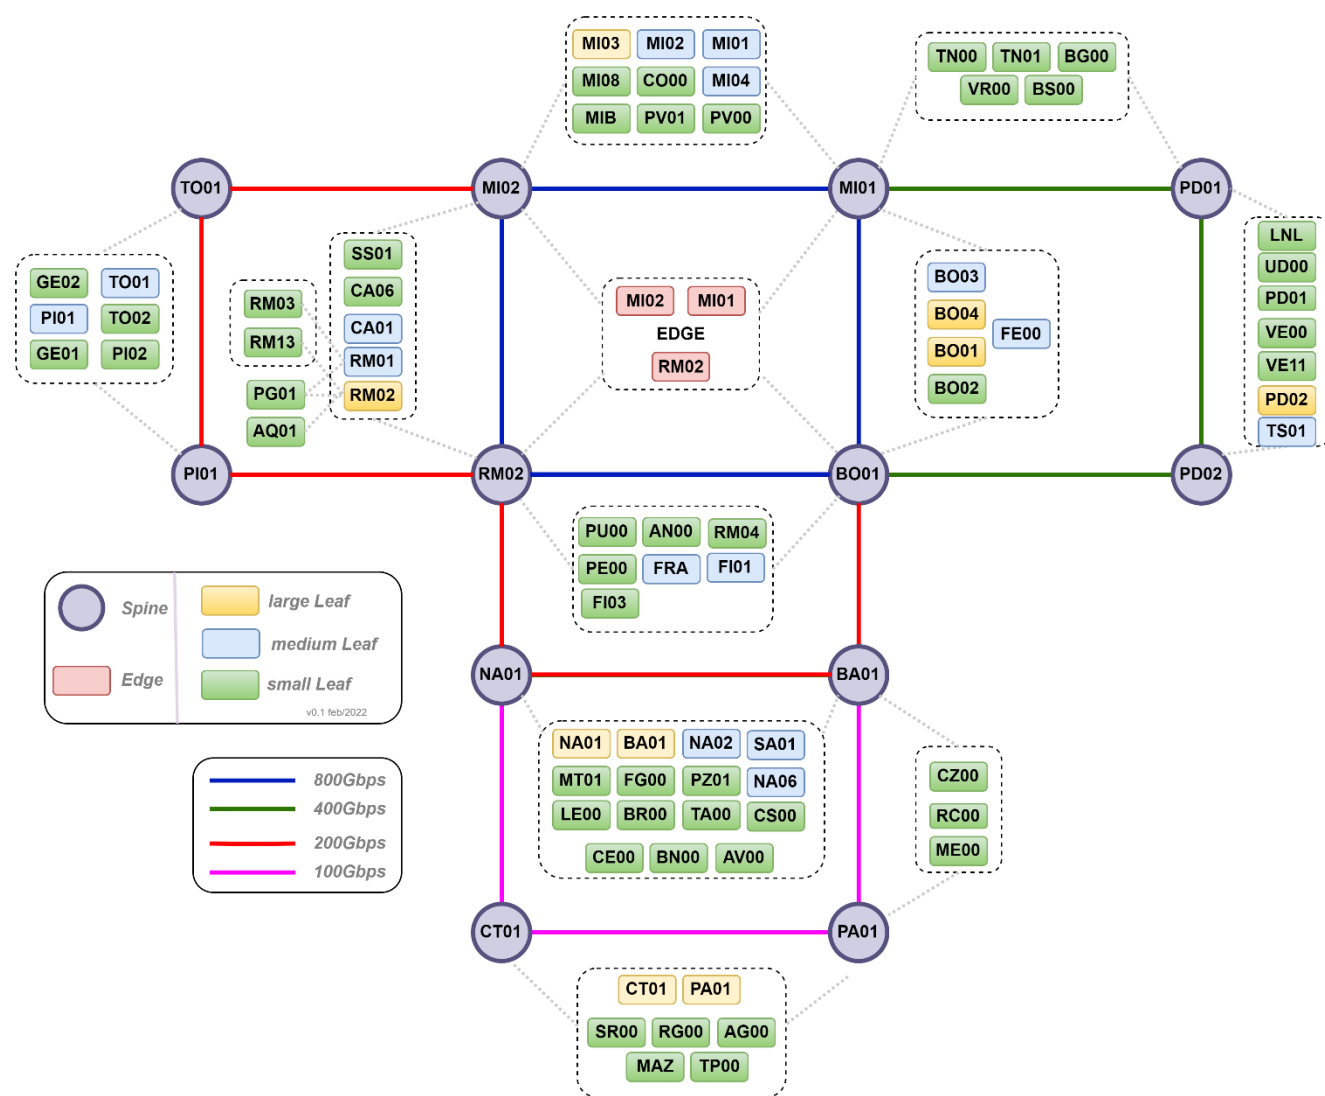 MI03 MI02 MI01
MI08 CO00 MI04
MIB PV01 PV00
TN00 TN01 BG00
VR00 BS00
TO01
MI02
MI01
PD01
GE02 TO01
PI01 TO02
GE01 PI02
RM03
RM13
PG01
AQ01
SS01
CA06
CA01
RM01
RM02
MI02 MI01
EDGE
RM02
BO03
BO04
FE00
BO01
BO02
LNL
UD00
PD01
VE00
VE11
PD02
TS01
PI01
RM02
BO01
PD02
PU00 AN00 RM04
PE00 FRA FI01
FI03
Spine
Edge
large Leaf
medium Leaf
small Leaf
v0.1 feb/2022
NA01
BA01
NA01 BA01 NA02 SA01
MT01 FG00 PZ01 NA06
LE00 BR00 TA00 CS00
CE00 BN00 AV00
CZ00
RC00
ME00
800Gbps
400Gbps
200Gbps
100Gbps
CT01
PA01
CT01 PA01
SR00 RG00 AG00
MAZ TP00